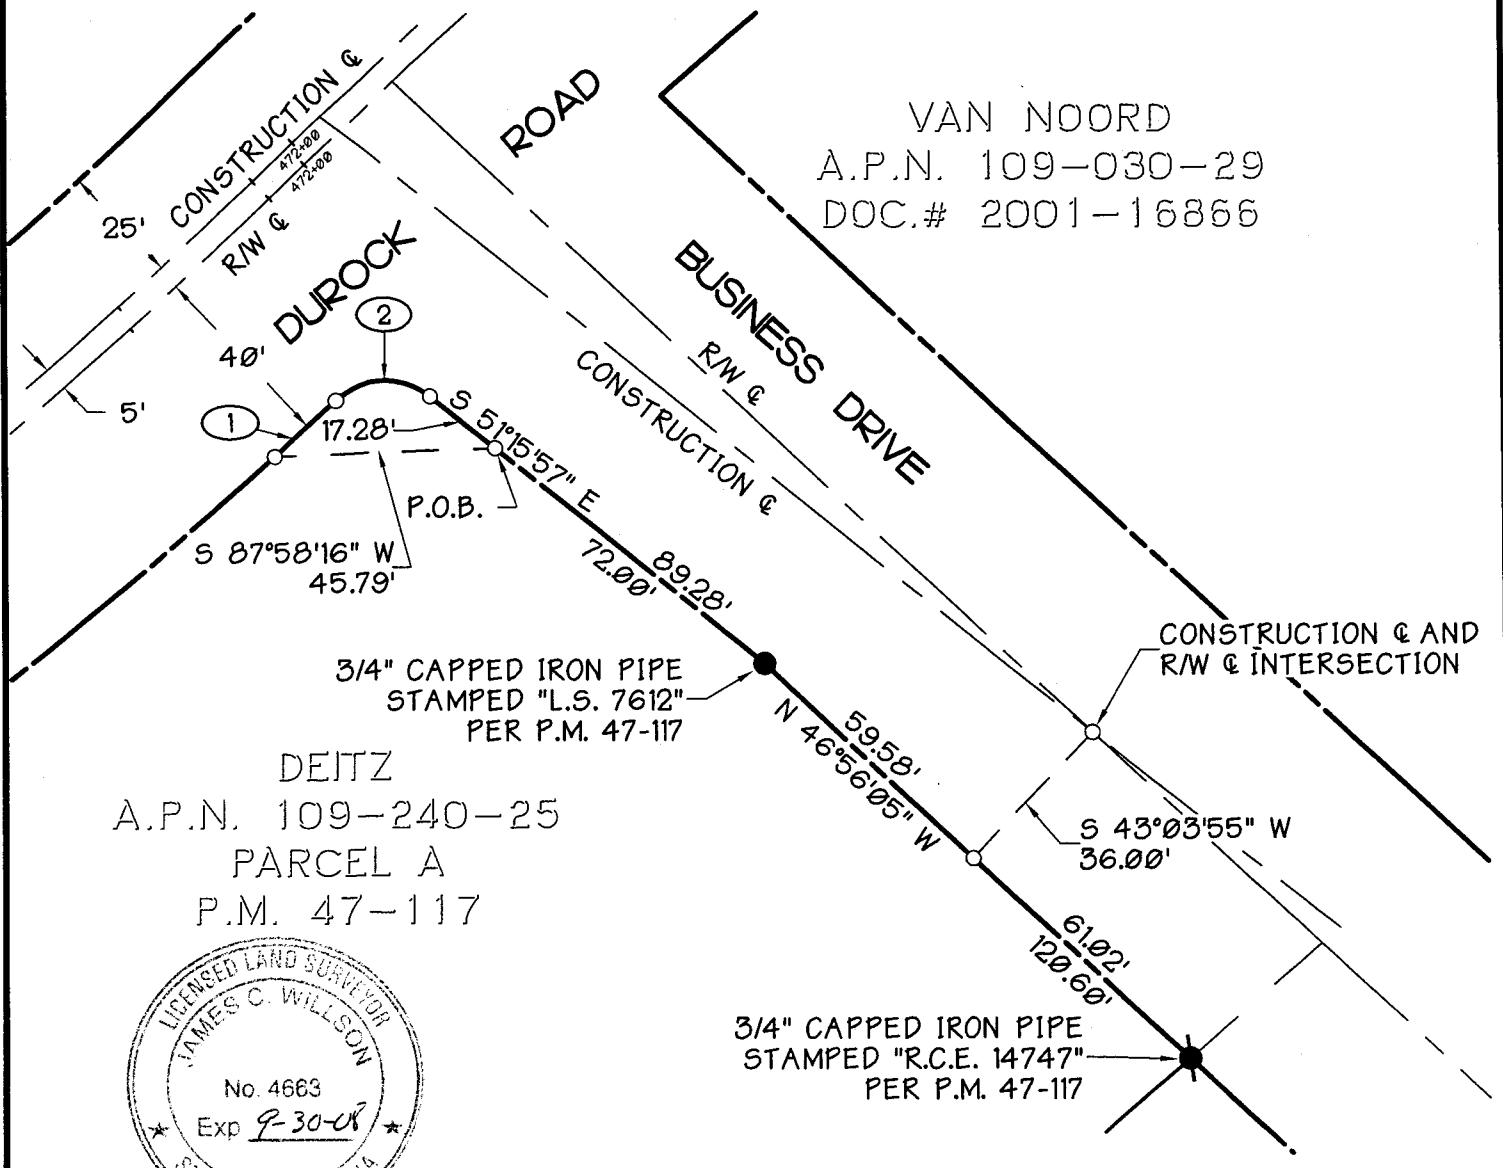 CONSTRUCTION ℄
472+00
472+00
R/W ℄
25'
40'
5'
DUROCK
ROAD
VAN NOORD
A.P.N. 109-030-29
DOC.# 2001-16866
BUSINESS DRIVE
R/W ℄
CONSTRUCTION ℄
2
1
17.28'
S 51°15'57" E
P.O.B.
S 87°58'16" W
45.79'
89.28'
72.00'
3/4" CAPPED IRON PIPE
STAMPED "L.S. 7612"
PER P.M. 47-117
CONSTRUCTION ℄ AND
R/W ℄ INTERSECTION
59.58'
N 46°56'05" W
S 43°03'55" W
36.00'
DEITZ
A.P.N. 109-240-25
PARCEL A
P.M. 47-117
61.02'
120.60'
3/4" CAPPED IRON PIPE
STAMPED "R.C.E. 14747"
PER P.M. 47-117
LICENSED LAND SURVEYOR
JAMES C. WILLSON
No. 4663
Exp 9-30-08